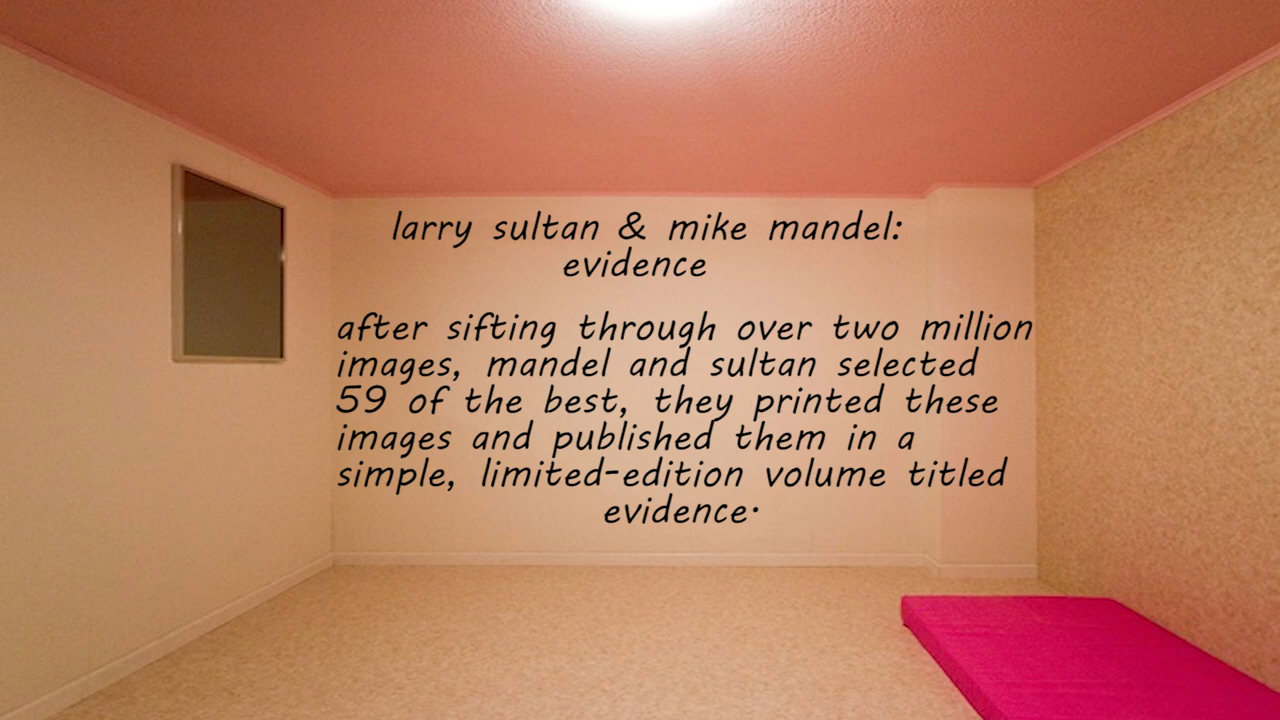 larry sultan & mike mandel:
evidence
after sifting through over two million
images, mandel and sultan selected
59 of the best, they printed these
images and published them in a
simple, limited-edition volume titled
evidence.